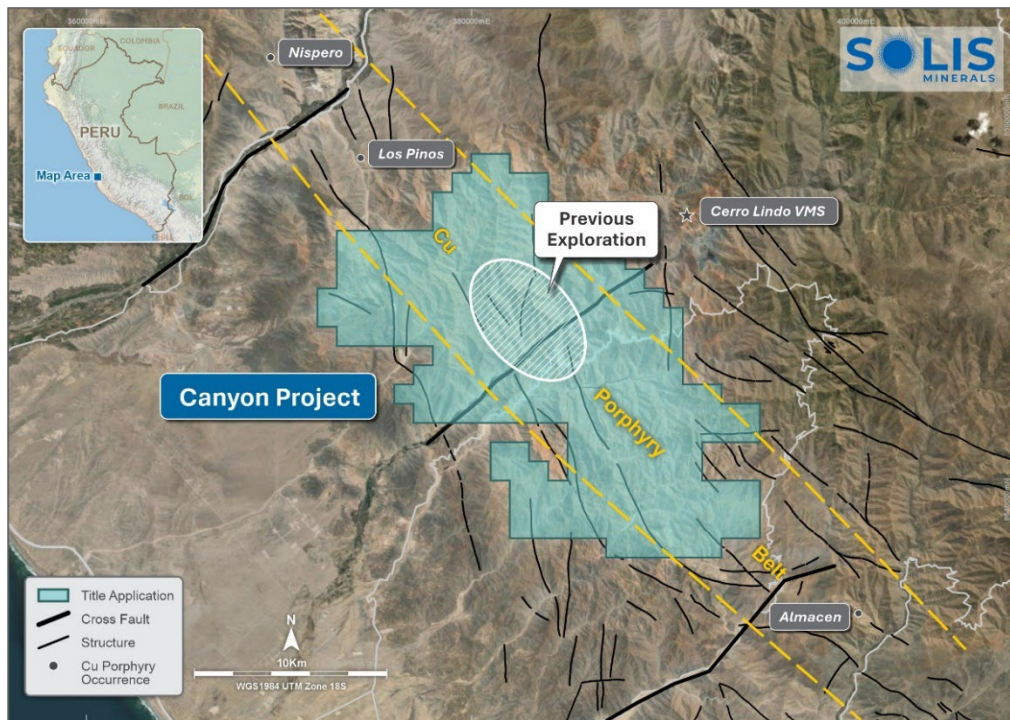 360000mE
380000mE
400000mE
ECUADOR
COLOMBIA
BRAZIL
PERU
Map Area
BOL
Nispero
SOLIS
MINERALS
Los Pinos
Cerro Lindo VMS
Previous
Exploration
Cu
Canyon Project
Porphyry
Belt
Almacen
Title Application
Cross Fault
Structure
Cu Porphyry
Occurrence
N
10Km
WGS1984 UTM Zone 18S